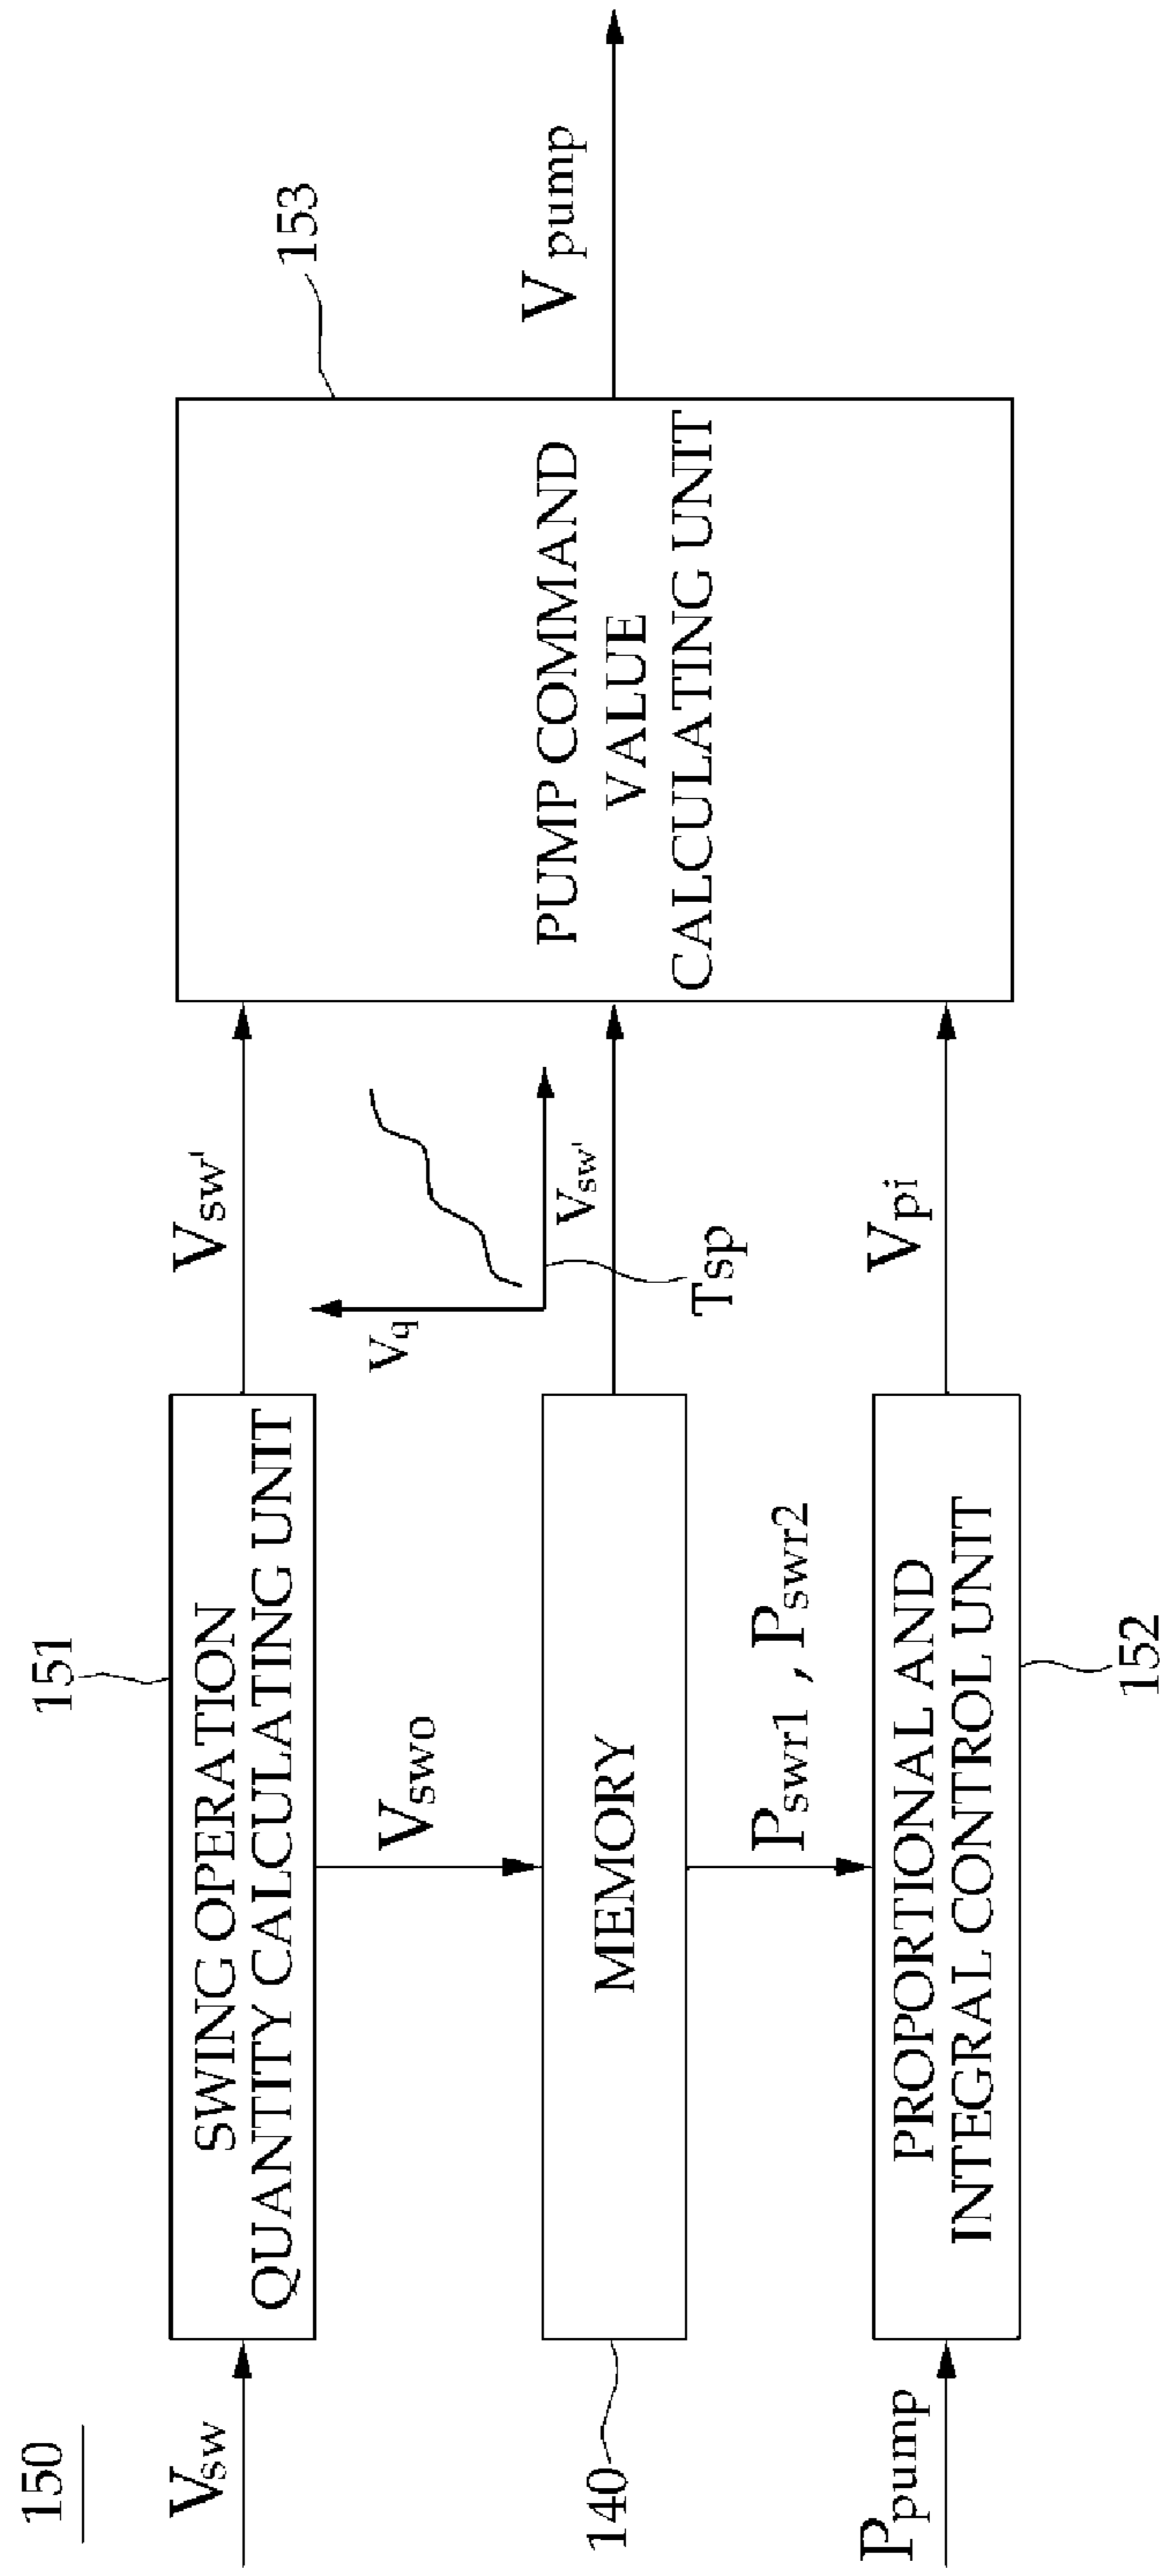 150
151
153
V_sw
SWING OPERATION
QUANTITY CALCULATING UNIT
V_sw'
V_swo
V_q
V_sw'
Tsp
140
MEMORY
PUMP COMMAND
VALUE
CALCULATING UNIT
V_pump
P_swr1 , P_swr2
P_pump
PROPORTIONAL AND
INTEGRAL CONTROL UNIT
V_pi
152